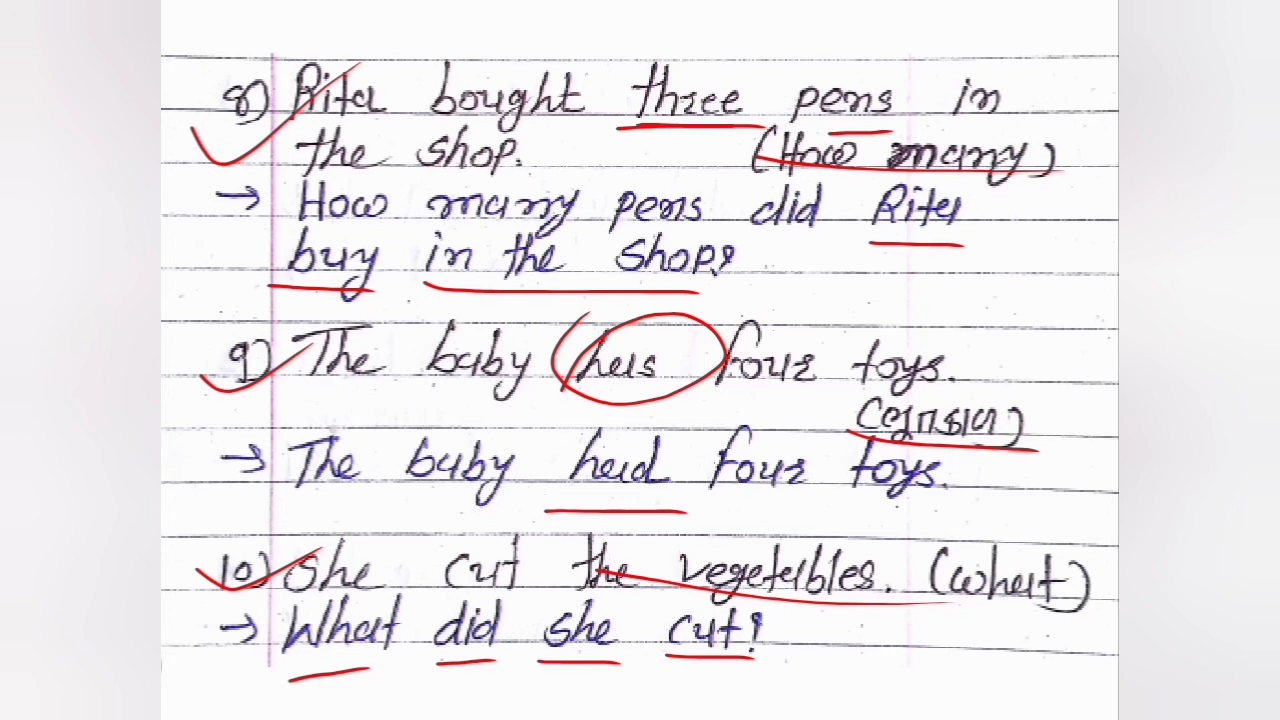 8) Rita bought three pens in
the shop. (How many)
→ How many pens did Rita
buy in the shop?
9) The baby has four toys.
→ The baby had four toys.
10) She cut the vegetables. (What)
→ What did she cut?